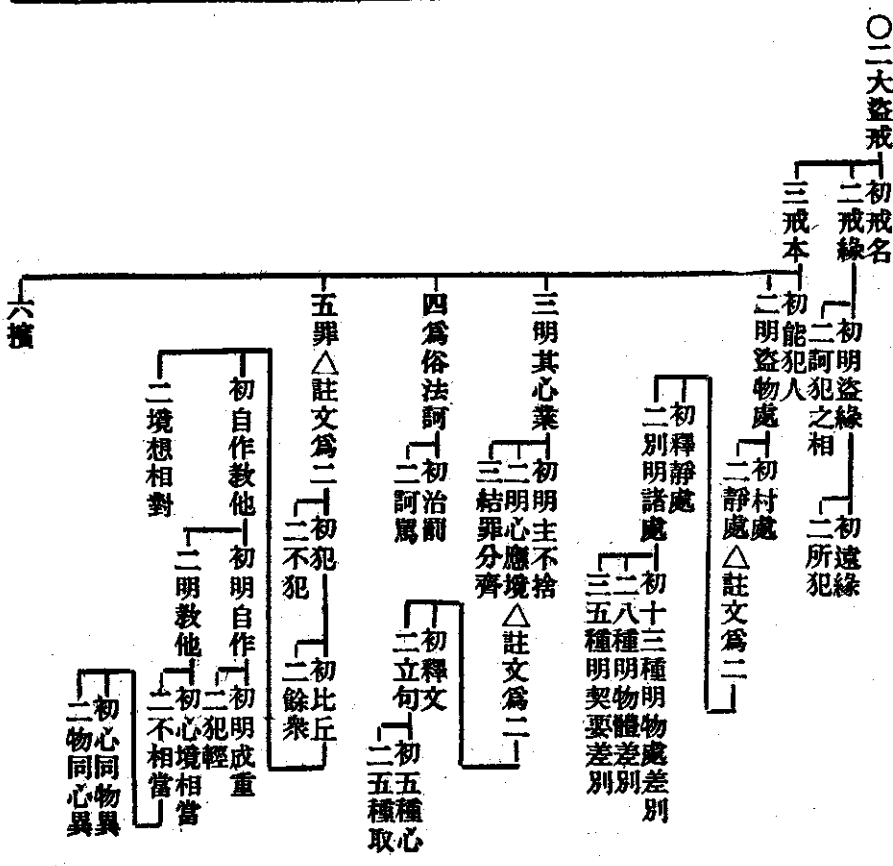 〇二大盜戒
初戒名
二戒緣
初明盜緣
初遠緣
二所犯
二訶犯之相
三戒本
初能犯人
二明盜物處
初村處
二靜處△註文爲二
初釋靜處
二別明諸處
初十三種明物處差別
二八種明物體差別
三五種明契要差別
三明其心業
初明主不捨
二明心應境△註文爲二
初釋文
二立句
初五種心
二五種取
三結罪分齊
四爲俗法訶
初治罰
二訶罵
五罪△註文爲二
初犯
初比丘
初自作教他
初明自作
初明成重
二犯輕
二明教他
初心境相當
二不相當
初心同物異
二物同心異
二境想相對
二餘衆
二不犯
六擯